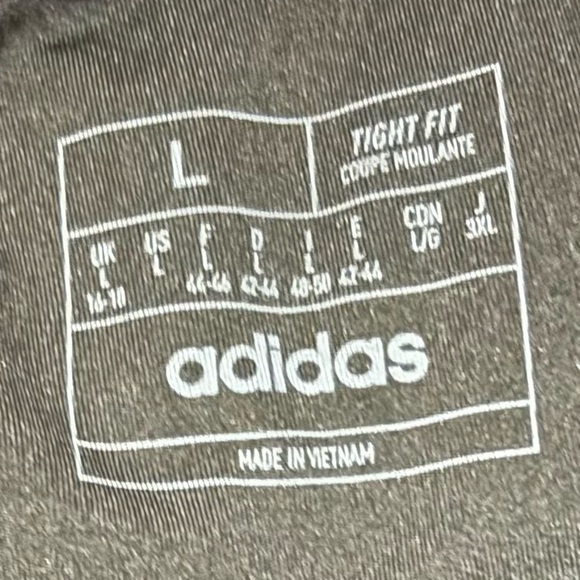 L
TIGHT FIT
COUPE MOULANTE
UK US F D I E CDN J
L L L L L L L/G 3XL
16-18 44-46 42-44 48-50 42-44
adidas
MADE IN VIETNAM